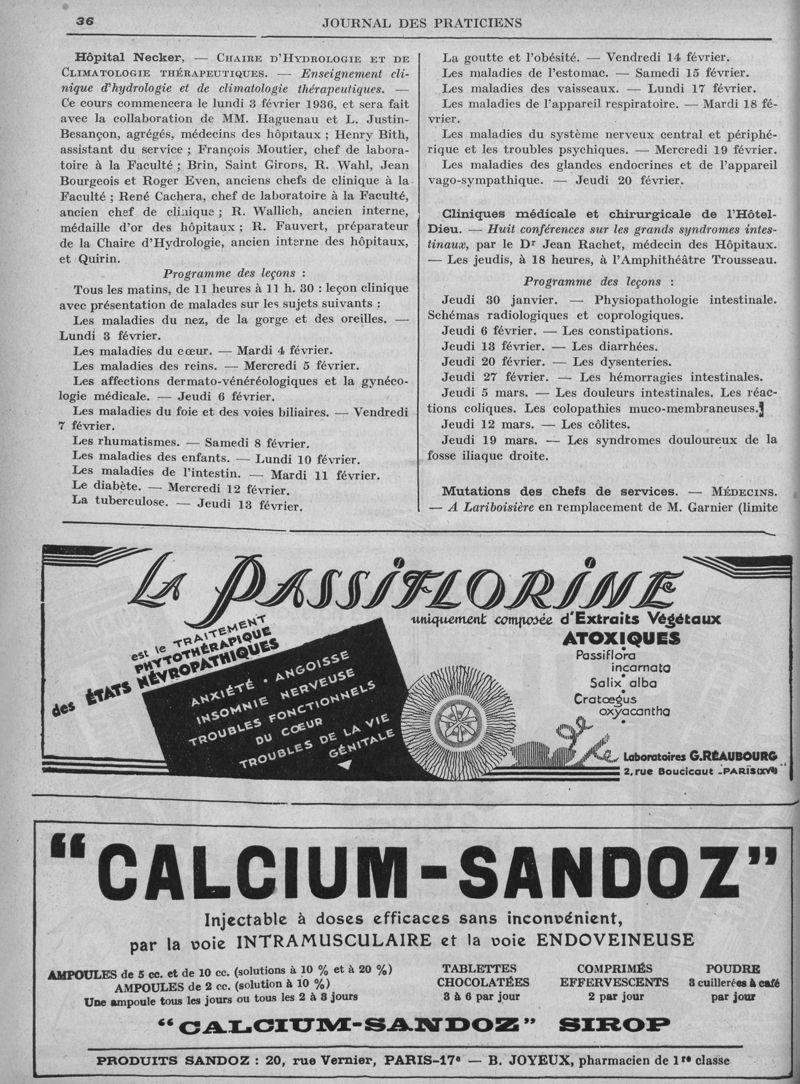 36
JOURNAL DES PRATICIENS
Hôpital Necker, — CHAIRE D'HYDROLOGIE ET DE
CLIMATOLOGIE THÉRAPEUTIQUES. — Enseignement cli-
nique d'hydrologie et de climatologie thérapeutiques. —
Ce cours commencera le lundi 3 février 1936, et sera fait
avec la collaboration de MM. Haguenau et L. Justin-
Besançon, agrégés, médecins des hôpitaux ; Henry Bith,
assistant du service ; François Moutier, chef de labora-
toire à la Faculté ; Brin, Saint Girons, R. Wahl, Jean
Bourgeois et Roger Even, anciens chefs de clinique à la
Faculté ; René Cachera, chef de laboratoire à la Faculté,
ancien chef de clinique ; R. Wallich, ancien interne,
médaille d'or des hôpitaux ; R. Fauvert, préparateur
de la Chaire d'Hydrologie, ancien interne des hôpitaux,
et Quirin.
Programme des leçons :
Tous les matins, de 11 heures à 11 h. 30 : leçon clinique
avec présentation de malades sur les sujets suivants :
Les maladies du nez, de la gorge et des oreilles. —
Lundi 3 février.
Les maladies du cœur. — Mardi 4 février.
Les maladies des reins. — Mercredi 5 février.
Les affections dermato-vénéréologiques et la gynéco-
logie médicale. — Jeudi 6 février.
Les maladies du foie et des voies biliaires. — Vendredi
7 février.
Les rhumatismes. — Samedi 8 février.
Les maladies des enfants. — Lundi 10 février.
Les maladies de l'intestin. — Mardi 11 février.
Le diabète. — Mercredi 12 février.
La tuberculose. — Jeudi 13 février.
La goutte et l'obésité. — Vendredi 14 février.
Les maladies de l'estomac. — Samedi 15 février.
Les maladies des vaisseaux. — Lundi 17 février.
Les maladies de l'appareil respiratoire. — Mardi 18 fé-
vrier.
Les maladies du système nerveux central et périphé-
rique et les troubles psychiques. — Mercredi 19 février.
Les maladies des glandes endocrines et de l'appareil
vago-sympathique. — Jeudi 20 février.
Cliniques médicale et chirurgicale de l'Hôtel-
Dieu. — Huit conférences sur les grands syndromes intes-
tinaux, par le Dr Jean Rachet, médecin des Hôpitaux.
— Les jeudis, à 18 heures, à l'Amphithéâtre Trousseau.
Programme des leçons :
Jeudi 30 janvier. — Physiopathologie intestinale.
Schémas radiologiques et coprologiques.
Jeudi 6 février. — Les constipations.
Jeudi 13 février. — Les diarrhées.
Jeudi 20 février. — Les dysenteries.
Jeudi 27 février. — Les hémorragies intestinales.
Jeudi 5 mars. — Les douleurs intestinales. Les réac-
tions coliques. Les colopathies muco-membraneuses.
Jeudi 12 mars. — Les côlites.
Jeudi 19 mars. — Les syndromes douloureux de la
fosse iliaque droite.
Mutations des chefs de services. — MÉDECINS.
— A Lariboisière en remplacement de M. Garnier (limite
LA PASSIFLORINE
est le TRAITEMENT
PHYTOTHÉRAPIQUE
des ÉTATS NÉVROPATHIQUES
ANXIÉTÉ • ANGOISSE
INSOMNIE NERVEUSE
TROUBLES FONCTIONNELS
DU CŒUR
TROUBLES DE LA VIE
GÉNITALE
uniquement composée d'Extraits Végétaux
ATOXIQUES
Passiflora
incarnata
Salix alba
Cratœgus
oxyacantha
Laboratoires G.RÉAUBOURG
2, rue Boucicaut - PARIS (XVe)
"CALCIUM-SANDOZ"
Injectable à doses efficaces sans inconvénient,
par la voie INTRAMUSCULAIRE et la voie ENDOVEINEUSE
AMPOULES de 5 cc. et de 10 cc. (solutions à 10 % et à 20 %)
AMPOULES de 2 cc. (solution à 10 %)
Une ampoule tous les jours ou tous les 2 à 3 jours
TABLETTES
CHOCOLATÉES
3 à 6 par jour
COMPRIMÉS
EFFERVESCENTS
2 par jour
POUDRE
3 cuillerées à café
par jour
"CALCIUM-SANDOZ" SIROP
PRODUITS SANDOZ : 20, rue Vernier, PARIS-17e — B. JOYEUX, pharmacien de 1re classe